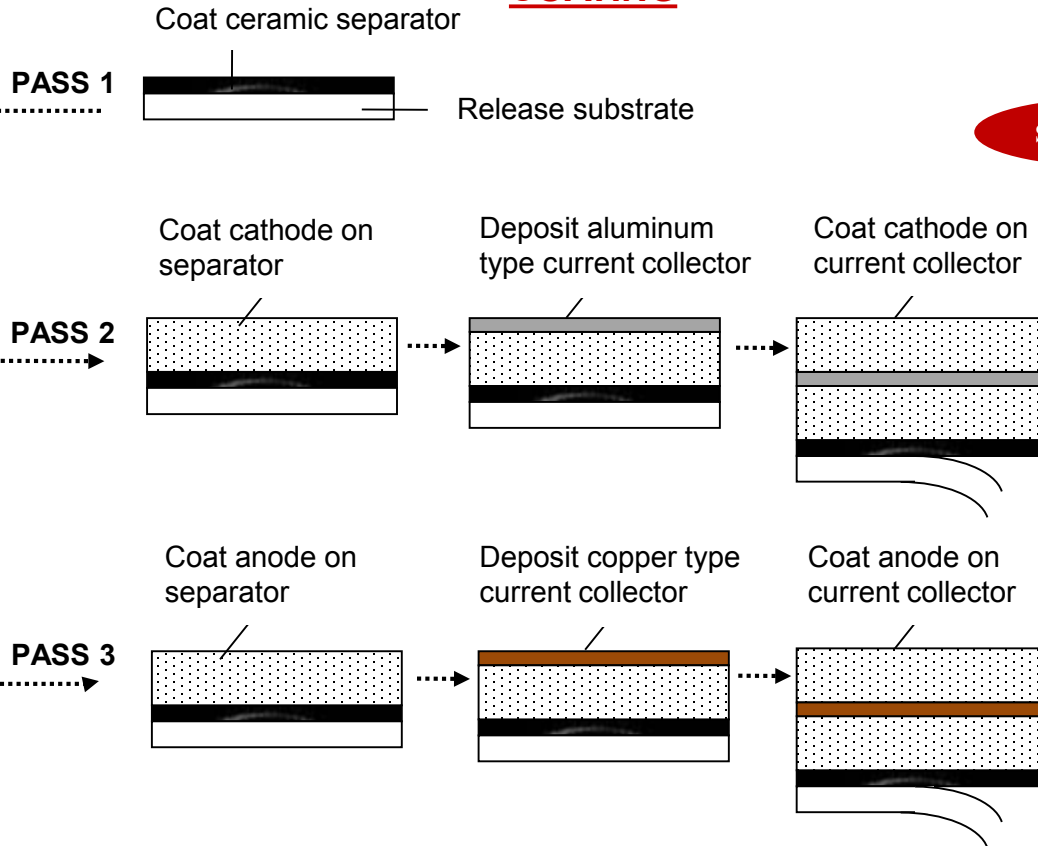 Coat ceramic separator
PASS 1
Release substrate
Coat cathode on
separator
Deposit aluminum
type current collector
Coat cathode on
current collector
PASS 2
Coat anode on
separator
Deposit copper type
current collector
Coat anode on
current collector
PASS 3